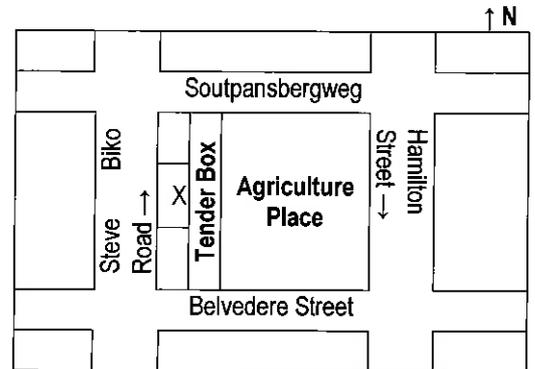 ↑ N
Soutpansbergweg
Steve Biko
Road →
X
Tender Box
Agriculture
Place
Hamilton
Street →
Belvedere Street